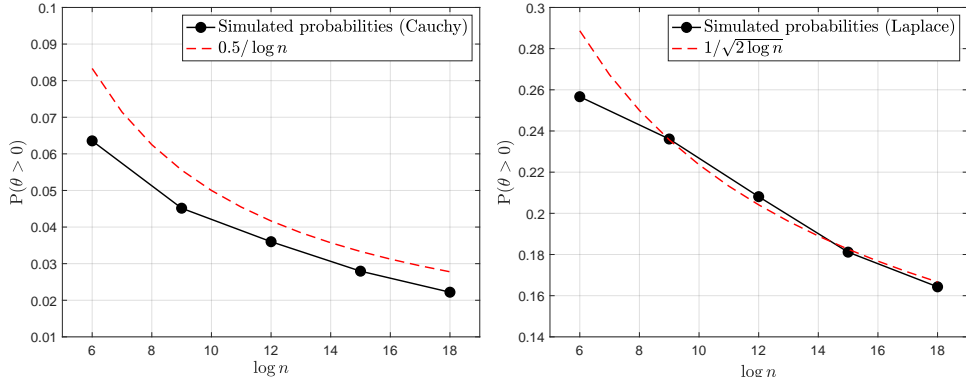 0.1
0.09
0.08
0.07
0.06
0.05
0.04
0.03
0.02
0.01
P(θ > 0)
6 8 10 12 14 16 18
log n
Simulated probabilities (Cauchy)
0.5/ log n
0.3
0.26
0.22
0.2
0.18
0.16
0.14
0.24
0.28
P(θ > 0)
6 8 10 12 14 16 18
log n
Simulated probabilities (Laplace)
1/√2 log n